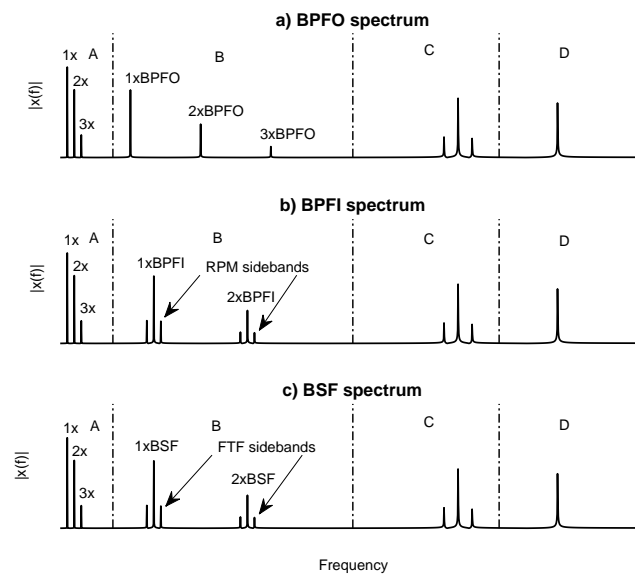 a) BPFO spectrum
|x(f)|
1x A B C D
2x
3x
1xBPFO
2xBPFO
3xBPFO
b) BPFI spectrum
|x(f)|
1x A B C D
2x
3x
1xBPFI
RPM sidebands
2xBPFI
c) BSF spectrum
|x(f)|
1x A B C D
2x
3x
1xBSF
FTF sidebands
2xBSF
Frequency